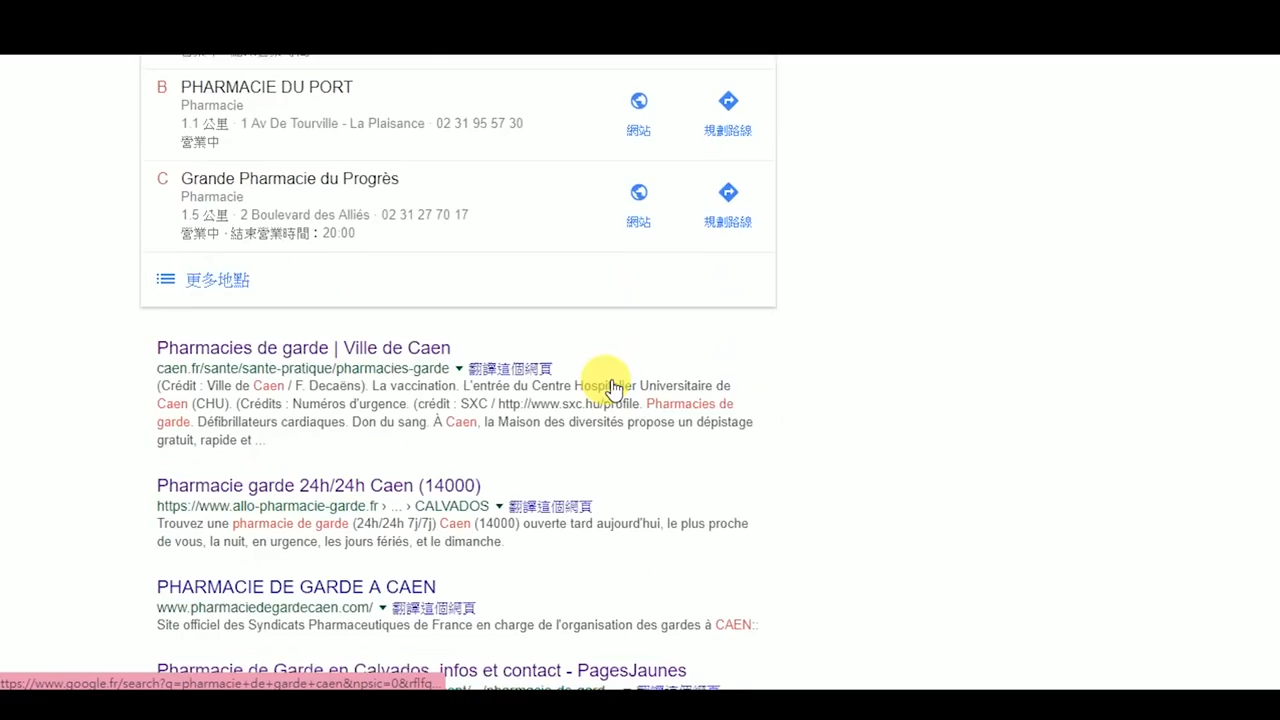 B PHARMACIE DU PORT
Pharmacie
1.1 公里 · 1 Av De Tourville - La Plaisance · 02 31 95 57 30
營業中
網站
規劃路線
C Grande Pharmacie du Progrès
Pharmacie
1.5 公里 · 2 Boulevard des Alliés · 02 31 27 70 17
營業中 · 結束營業時間：20:00
網站
規劃路線
更多地點
Pharmacies de garde | Ville de Caen
caen.fr/sante/sante-pratique/pharmacies-garde 翻譯這個網頁
(Crédit : Ville de Caen / F. Decaëns). La vaccination. L'entrée du Centre Hospitalier Universitaire de
Caen (CHU). (Crédits : Numéros d'urgence. (crédit : SXC / http://www.sxc.hu/profile. Pharmacies de
garde. Défibrillateurs cardiaques. Don du sang. À Caen, la Maison des diversités propose un dépistage
gratuit, rapide et ...
Pharmacie garde 24h/24h Caen (14000)
https://www.allo-pharmacie-garde.fr › ... › CALVADOS 翻譯這個網頁
Trouvez une pharmacie de garde (24h/24h 7j/7j) Caen (14000) ouverte tard aujourd'hui, le plus proche
de vous, la nuit, en urgence, les jours fériés, et le dimanche.
PHARMACIE DE GARDE A CAEN
www.pharmaciedegardecaen.com/ 翻譯這個網頁
Site officiel des Syndicats Pharmaceutiques de France en charge de l'organisation des gardes à CAEN::
Pharmacie de Garde en Calvados, infos et contact - PagesJaunes
ttps://www.google.fr/search?q=pharmacie+de+garde+caen&npsic=0&rflfq...